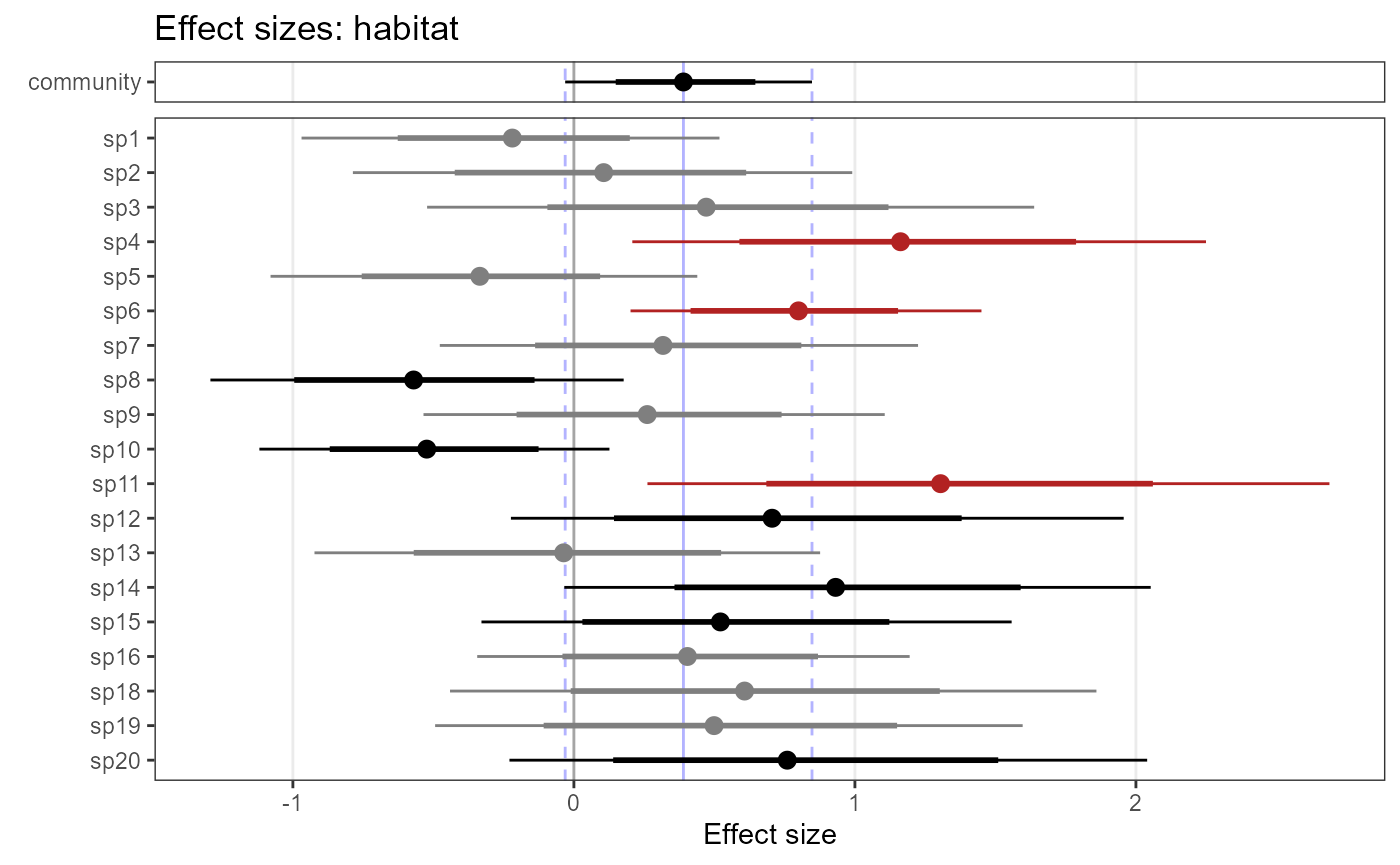 Effect sizes: habitat
community
sp1
sp2
sp3
sp4
sp5
sp6
sp7
sp8
sp9
sp10
sp11
sp12
sp13
sp14
sp15
sp16
sp18
sp19
sp20
-1 0 1 2
Effect size